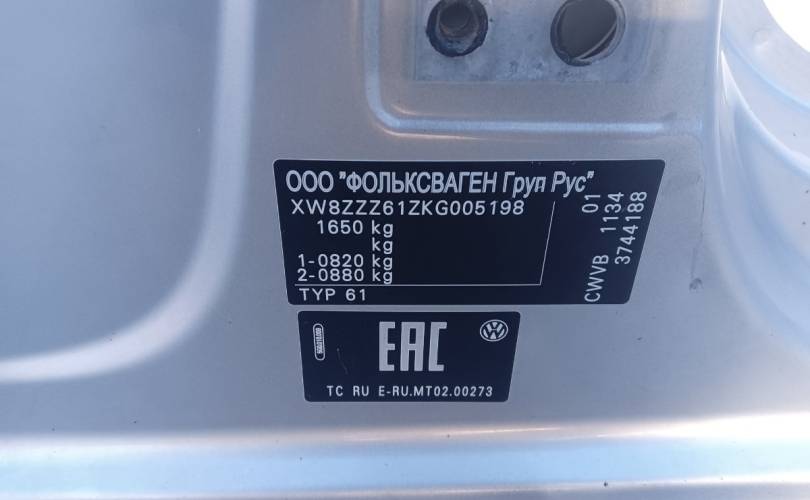 ООО "ФОЛЬКСВАГЕН Груп Рус"
XW8ZZZ61ZKG005198
1650 kg
kg
1-0820 kg
2-0880 kg
TYP 61
CWVB 01
1134
3744188
EAC
TC RU E-RU.MT02.00273